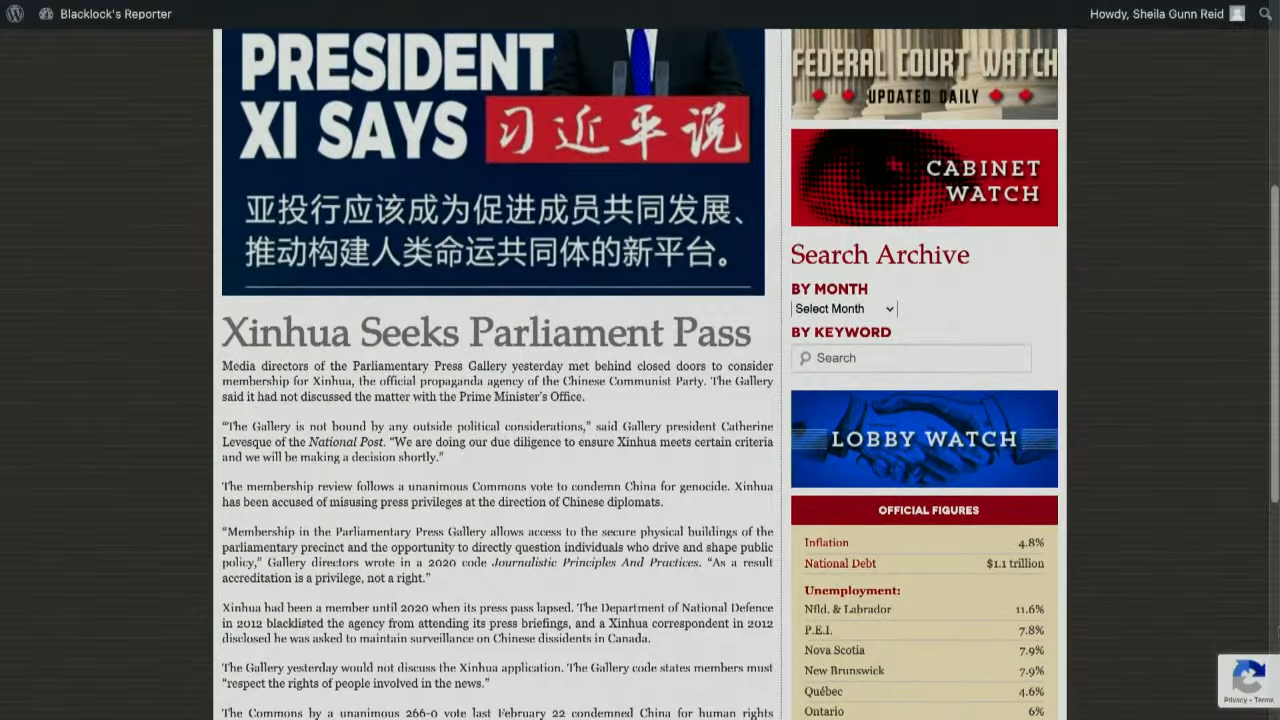 Blacklock's Reporter
Howdy, Sheila Gunn Reid
PRESIDENT
XI SAYS 习近平说
亚投行应该成为促进成员共同发展、
推动构建人类命运共同体的新平台。
Xinhua Seeks Parliament Pass
Media directors of the Parliamentary Press Gallery yesterday met behind closed doors to consider
membership for Xinhua, the official propaganda agency of the Chinese Communist Party. The Gallery
said it had not discussed the matter with the Prime Minister's Office.
“The Gallery is not bound by any outside political considerations,” said Gallery president Catherine
Levesque of the National Post. “We are doing our due diligence to ensure Xinhua meets certain criteria
and we will be making a decision shortly.”
The membership review follows a unanimous Commons vote to condemn China for genocide. Xinhua
has been accused of misusing press privileges at the direction of Chinese diplomats.
“Membership in the Parliamentary Press Gallery allows access to the secure physical buildings of the
parliamentary precinct and the opportunity to directly question individuals who drive and shape public
policy,” Gallery directors wrote in a 2020 code Journalistic Principles And Practices. “As a result
accreditation is a privilege, not a right.”
Xinhua had been a member until 2020 when its press pass lapsed. The Department of National Defence
in 2012 blacklisted the agency from attending its press briefings, and a Xinhua correspondent in 2012
disclosed he was asked to maintain surveillance on Chinese dissidents in Canada.
The Gallery yesterday would not discuss the Xinhua application. The Gallery code states members must
“respect the rights of people involved in the news.”
The Commons by a unanimous 266-0 vote last February 22 condemned China for human rights
FEDERAL COURT WATCH
UPDATED DAILY
CABINET
WATCH
Search Archive
BY MONTH
Select Month
BY KEYWORD
Search
LOBBY WATCH
OFFICIAL FIGURES
Inflation 4.8%
National Debt $1.1 trillion
Unemployment:
Nfld. & Labrador 11.6%
P.E.I. 7.8%
Nova Scotia 7.9%
New Brunswick 7.9%
Québec 4.6%
Ontario 6%
Privacy - Terms